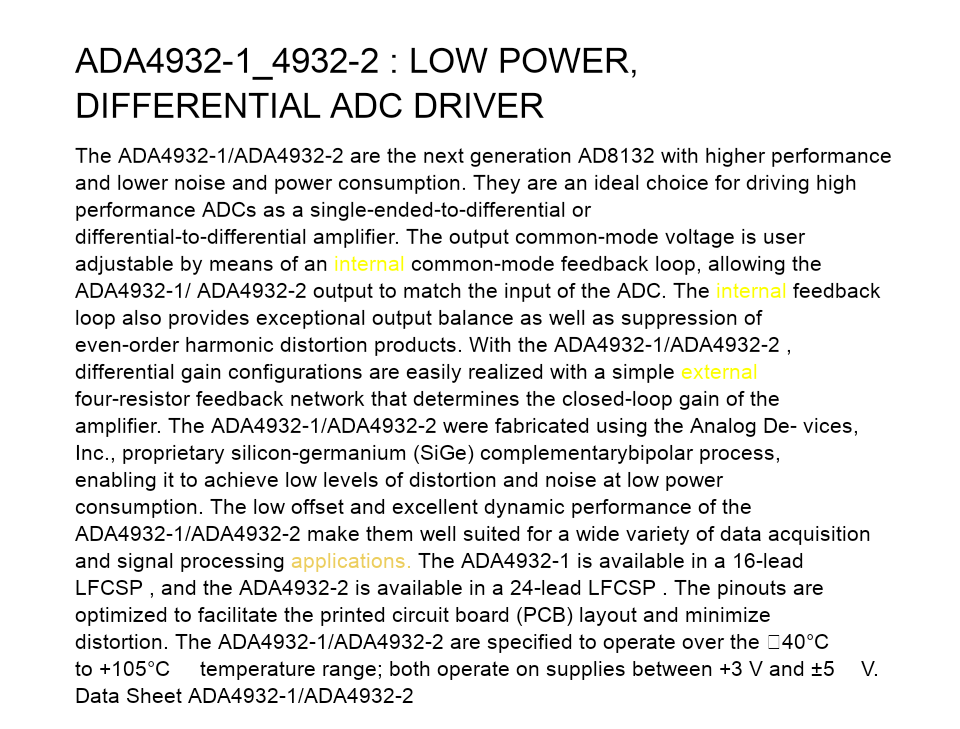 ADA4932-1_4932-2 : LOW POWER,
DIFFERENTIAL ADC DRIVER
The ADA4932-1/ADA4932-2 are the next generation AD8132 with higher performance
and lower noise and power consumption. They are an ideal choice for driving high
performance ADCs as a single-ended-to-differential or
differential-to-differential amplifier. The output common-mode voltage is user
adjustable by means of an internal common-mode feedback loop, allowing the
ADA4932-1/ ADA4932-2 output to match the input of the ADC. The internal feedback
loop also provides exceptional output balance as well as suppression of
even-order harmonic distortion products. With the ADA4932-1/ADA4932-2 ,
differential gain configurations are easily realized with a simple external
four-resistor feedback network that determines the closed-loop gain of the
amplifier. The ADA4932-1/ADA4932-2 were fabricated using the Analog De- vices,
Inc., proprietary silicon-germanium (SiGe) complementarybipolar process,
enabling it to achieve low levels of distortion and noise at low power
consumption. The low offset and excellent dynamic performance of the
ADA4932-1/ADA4932-2 make them well suited for a wide variety of data acquisition
and signal processing applications. The ADA4932-1 is available in a 16-lead
LFCSP , and the ADA4932-2 is available in a 24-lead LFCSP . The pinouts are
optimized to facilitate the printed circuit board (PCB) layout and minimize
distortion. The ADA4932-1/ADA4932-2 are specified to operate over the □40°C
to +105°C temperature range; both operate on supplies between +3 V and ±5 V.
Data Sheet ADA4932-1/ADA4932-2